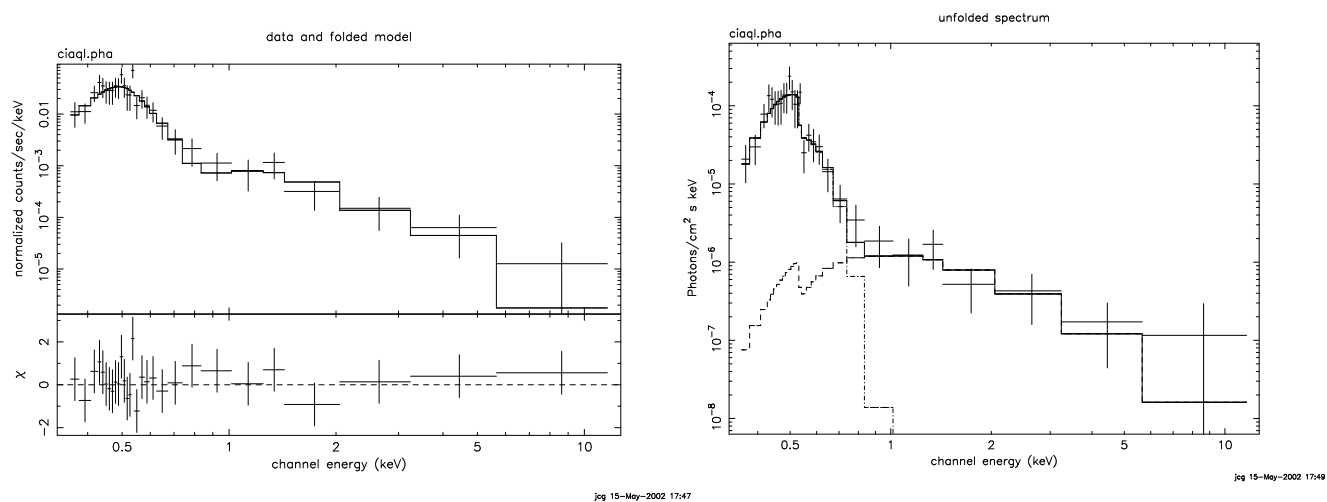 data and folded model
ciaql.pha
normalized counts/sec/keV
0.01
10−3
10−4
10−5
χ
2
0
−2
0.5
1
2
5
10
channel energy (keV)
jcg 15−May−2002 17:47
unfolded spectrum
ciaql.pha
Photons/cm2 s keV
10−4
10−5
10−6
10−7
10−8
0.5
1
2
5
10
channel energy (keV)
jcg 15−May−2002 17:49